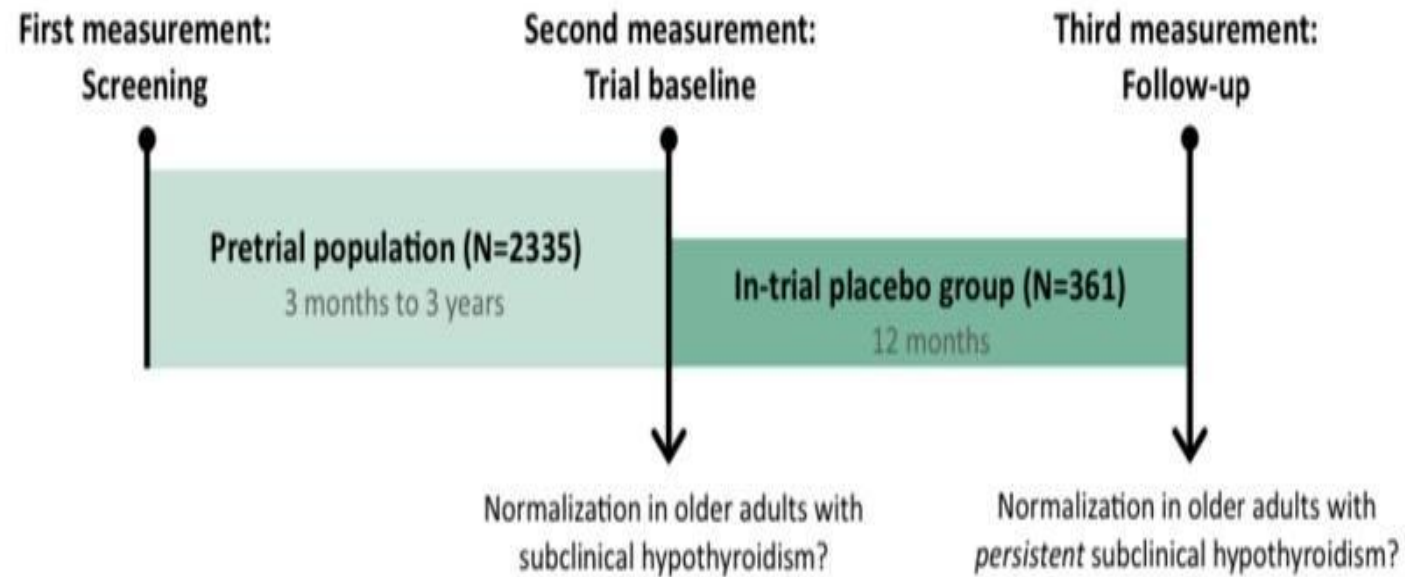 First measurement:
Screening
Second measurement:
Trial baseline
Third measurement:
Follow-up
Pretrial population (N=2335)
3 months to 3 years
In-trial placebo group (N=361)
12 months
Normalization in older adults with
subclinical hypothyroidism?
Normalization in older adults with
persistent subclinical hypothyroidism?